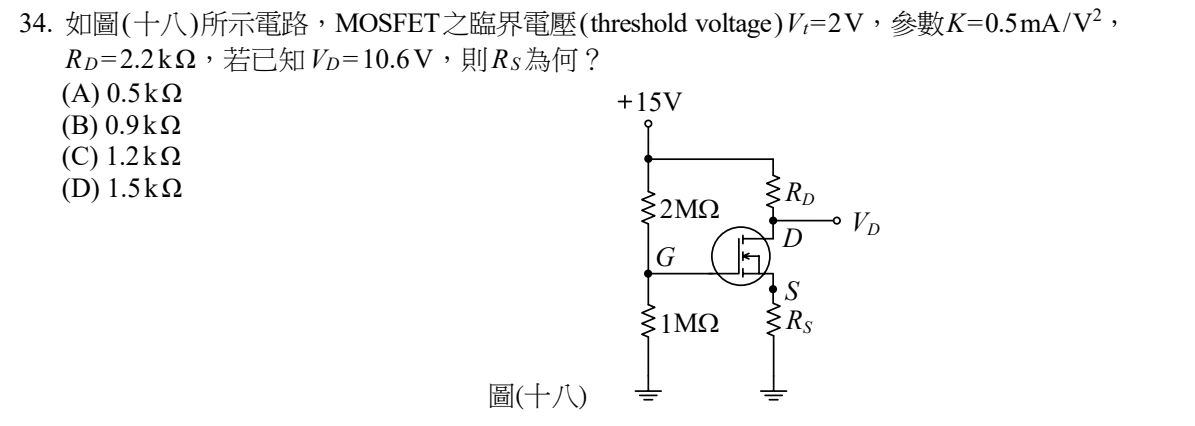 34. 如圖(十八)所示電路，MOSFET之臨界電壓(threshold voltage)Vt=2V，參數K=0.5mA/V²，
RD=2.2kΩ，若已知VD=10.6V，則RS為何？
(A) 0.5kΩ
(B) 0.9kΩ
(C) 1.2kΩ
(D) 1.5kΩ
+15V
RD
2MΩ
VD
D
G
S
1MΩ
RS
圖(十八)